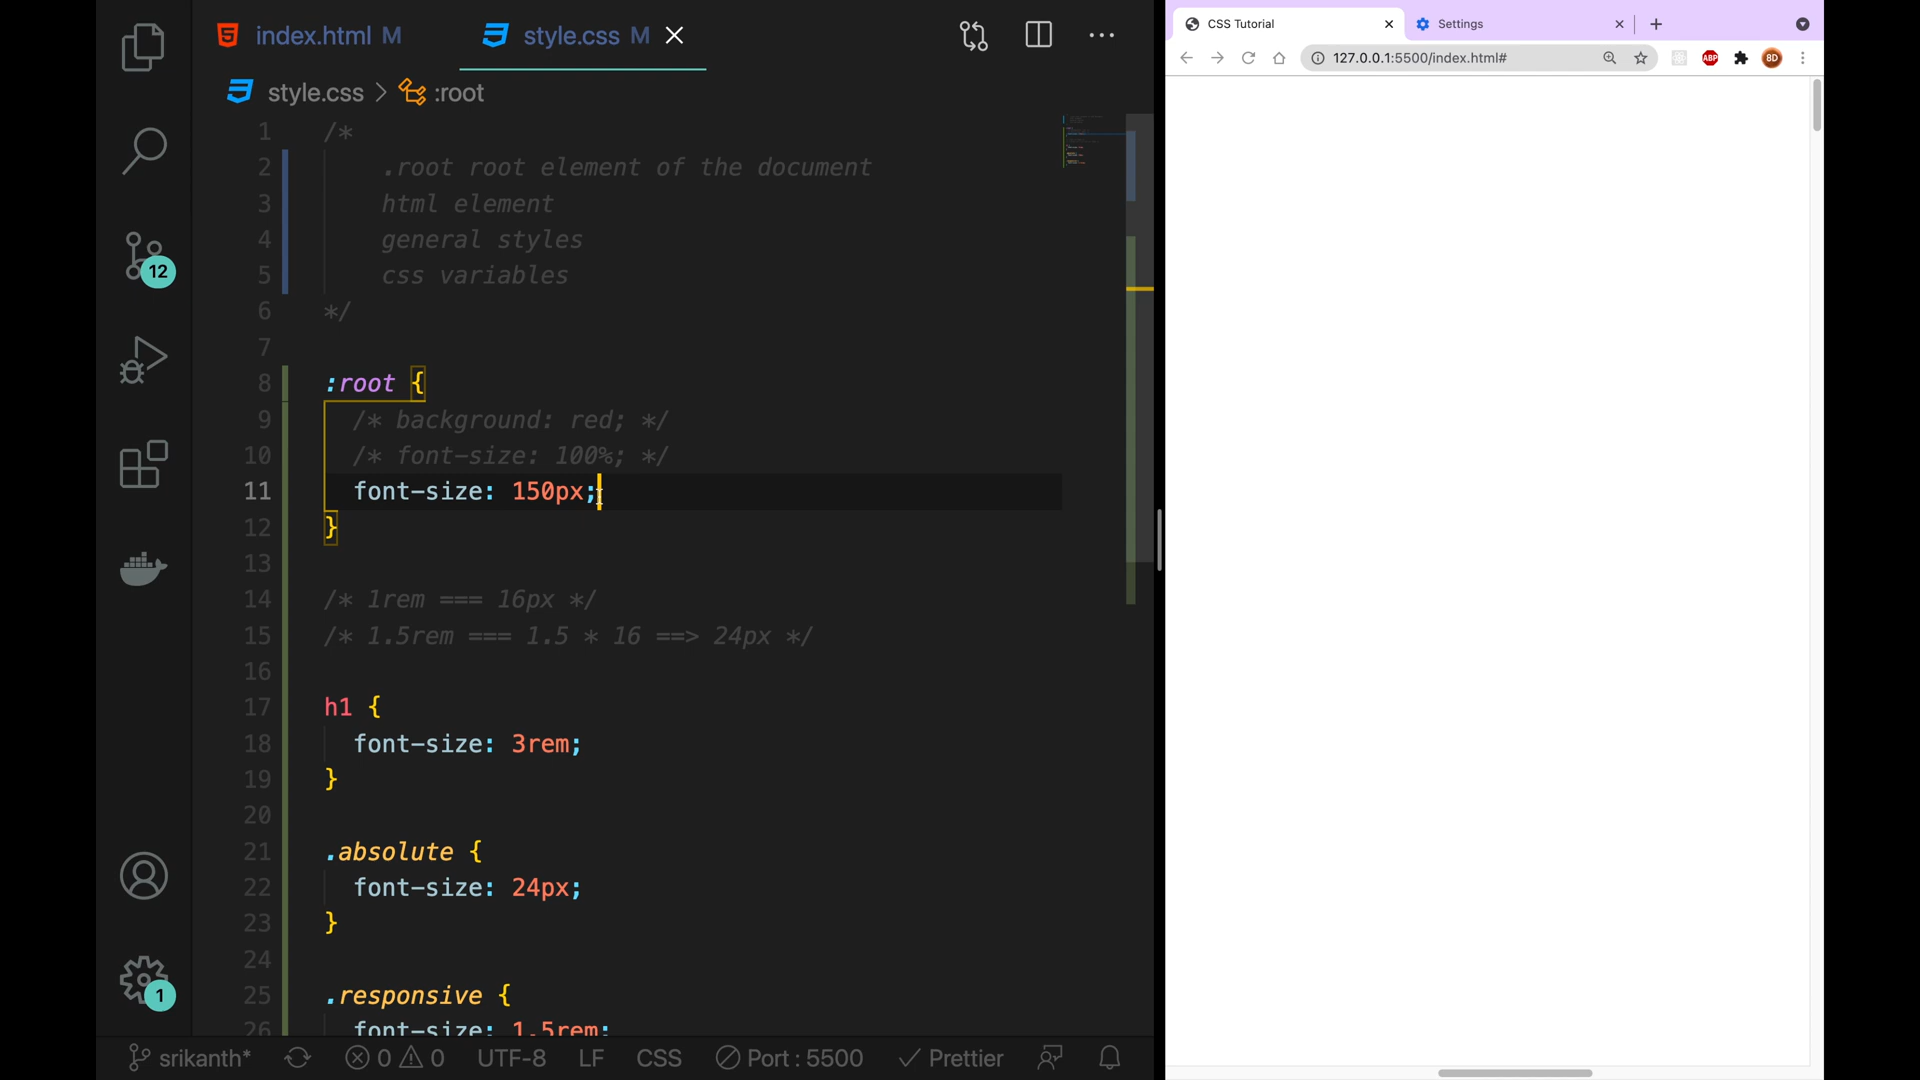 index.html M
style.css M
style.css > :root
1 /*
2 .root root element of the document
3 html element
4 general styles
5 css variables
6 */
7
8 :root {
9 /* background: red; */
10 /* font-size: 100%; */
11 font-size: 150px;
12 }
13
14 /* 1rem === 16px */
15 /* 1.5rem === 1.5 * 16 ==> 24px */
16
17 h1 {
18 font-size: 3rem;
19 }
20
21 .absolute {
22 font-size: 24px;
23 }
24
25 .responsive {
26 font-size: 1.5rem;
12
1
srikanth* 0 0 UTF-8 LF CSS Port : 5500 Prettier
CSS Tutorial
Settings
127.0.0.1:5500/index.html#
ABP
BD